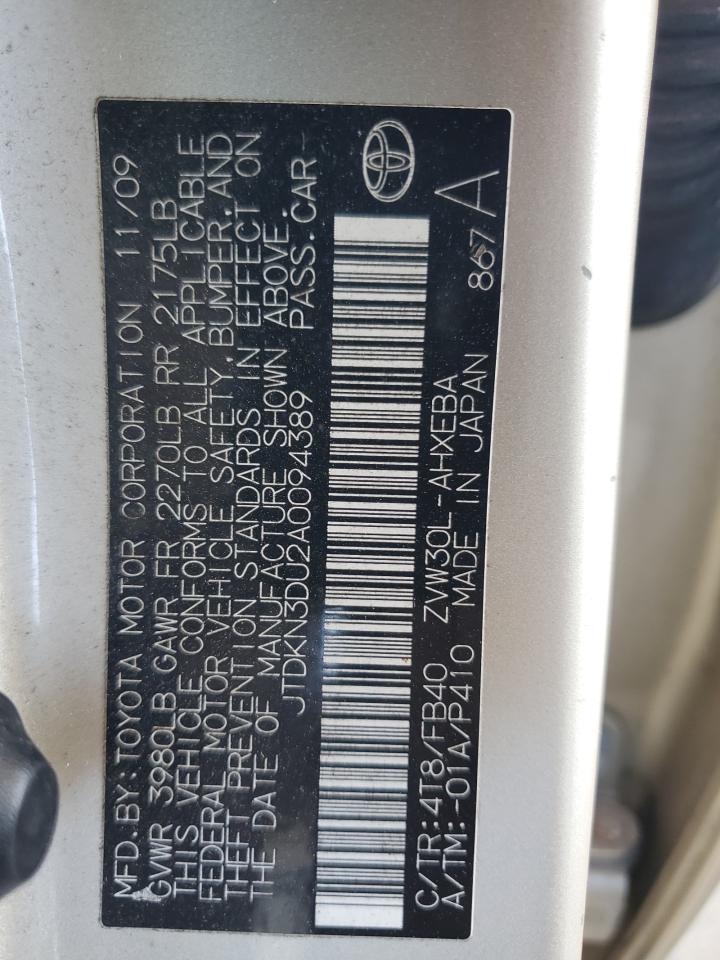 MFD.BY:TOYOTA MOTOR CORPORATION 11/09
GVWR 3980LB GAWR FR 2270LB RR 2175LB
THIS VEHICLE CONFORMS TO ALL APPLICABLE
FEDERAL MOTOR VEHICLE SAFETY,BUMPER,AND
THEFT PREVENTION STANDARDS IN EFFECT ON
THE DATE OF MANUFACTURE SHOWN ABOVE.
JTDKN3DU2A0094389 PASS.CAR
C/TR:4T8/FB40 ZVW30L-AHXEBA
A/TM:-01A/P410 MADE IN JAPAN 867 A